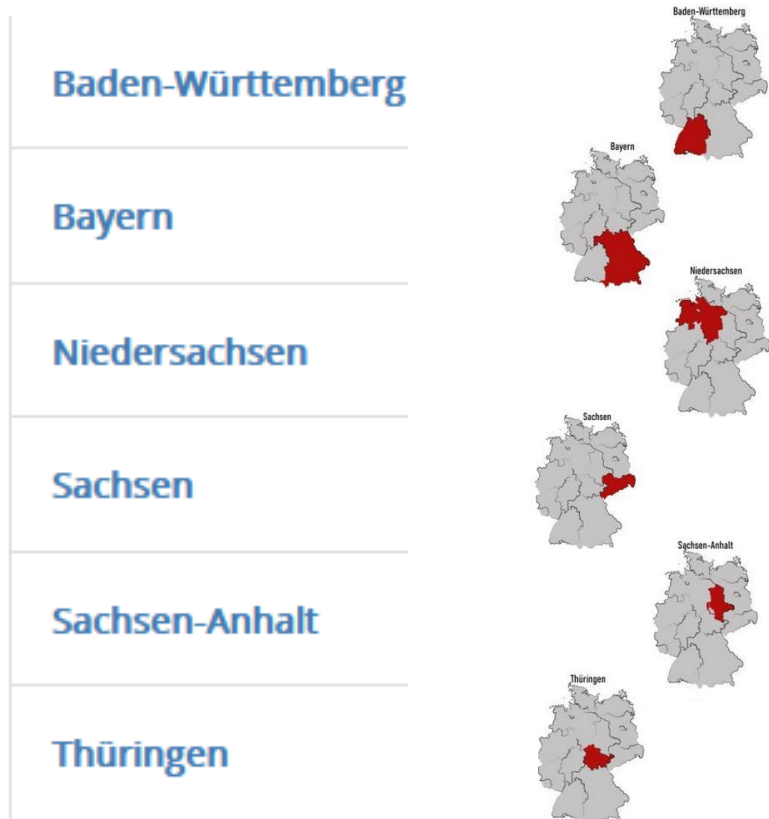 Baden-Württemberg
Baden-Württemberg
Bayern
Bayern
Niedersachsen
Niedersachsen
Sachsen
Sachsen
Sachsen-Anhalt
Sachsen-Anhalt
Thüringen
Thüringen